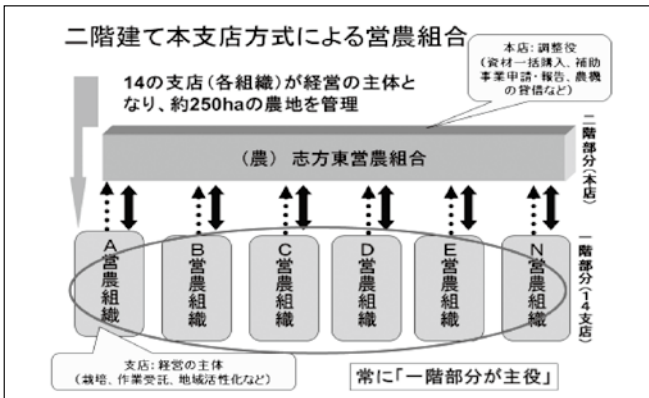 二階建て本支店方式による営農組合
本店:調整役
(資材一括購入、補助
事業申請・報告、農機
の貸借など)
14の支店(各組織)が経営の主体と
なり、約250haの農地を管理
(農) 志方東営農組合
二階部分(本店)
A営農組織
B営農組織
C営農組織
D営農組織
E営農組織
N営農組織
一階部分(14支店)
支店:経営の主体
(栽培、作業受託、地域活性化など)
常に「一階部分が主役」